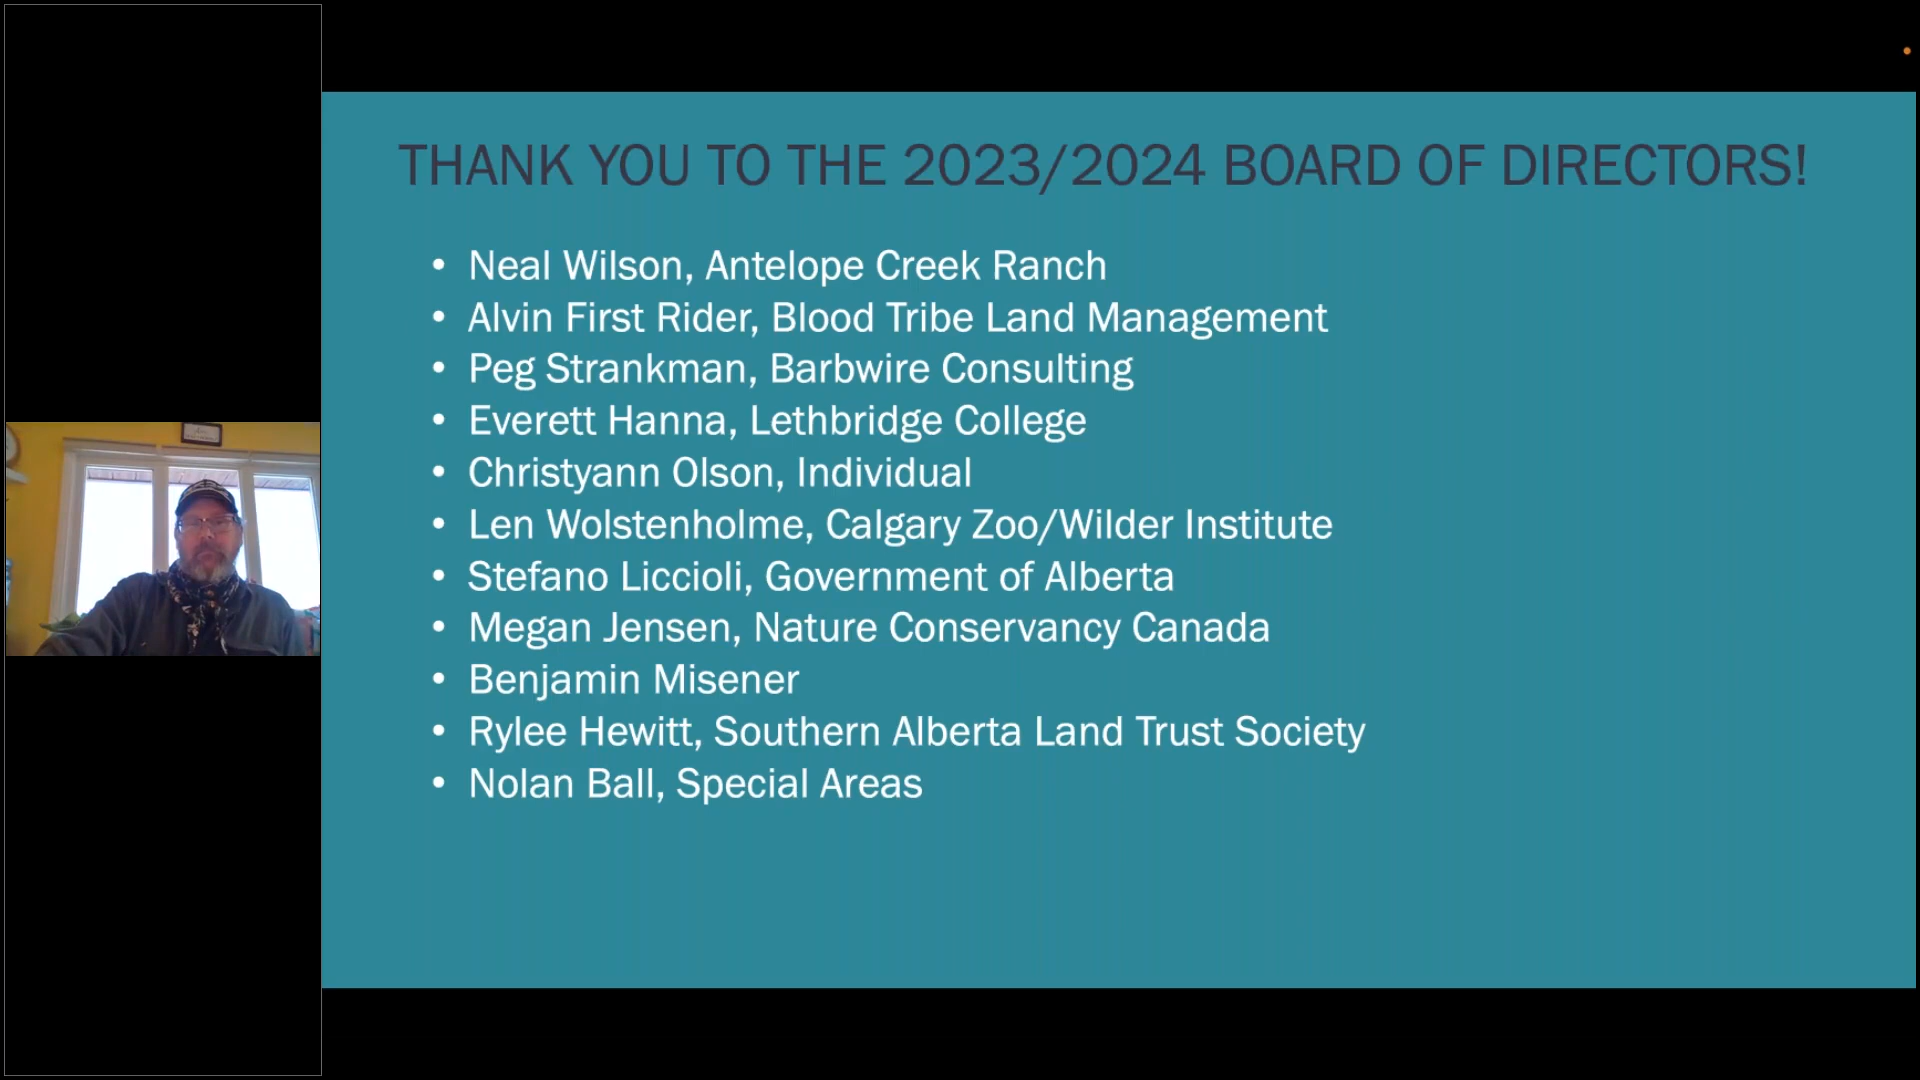 THANK YOU TO THE 2023/2024 BOARD OF DIRECTORS!
• Neal Wilson, Antelope Creek Ranch
• Alvin First Rider, Blood Tribe Land Management
• Peg Strankman, Barbwire Consulting
• Everett Hanna, Lethbridge College
• Christyann Olson, Individual
• Len Wolstenholme, Calgary Zoo/Wilder Institute
• Stefano Liccioli, Government of Alberta
• Megan Jensen, Nature Conservancy Canada
• Benjamin Misener
• Rylee Hewitt, Southern Alberta Land Trust Society
• Nolan Ball, Special Areas